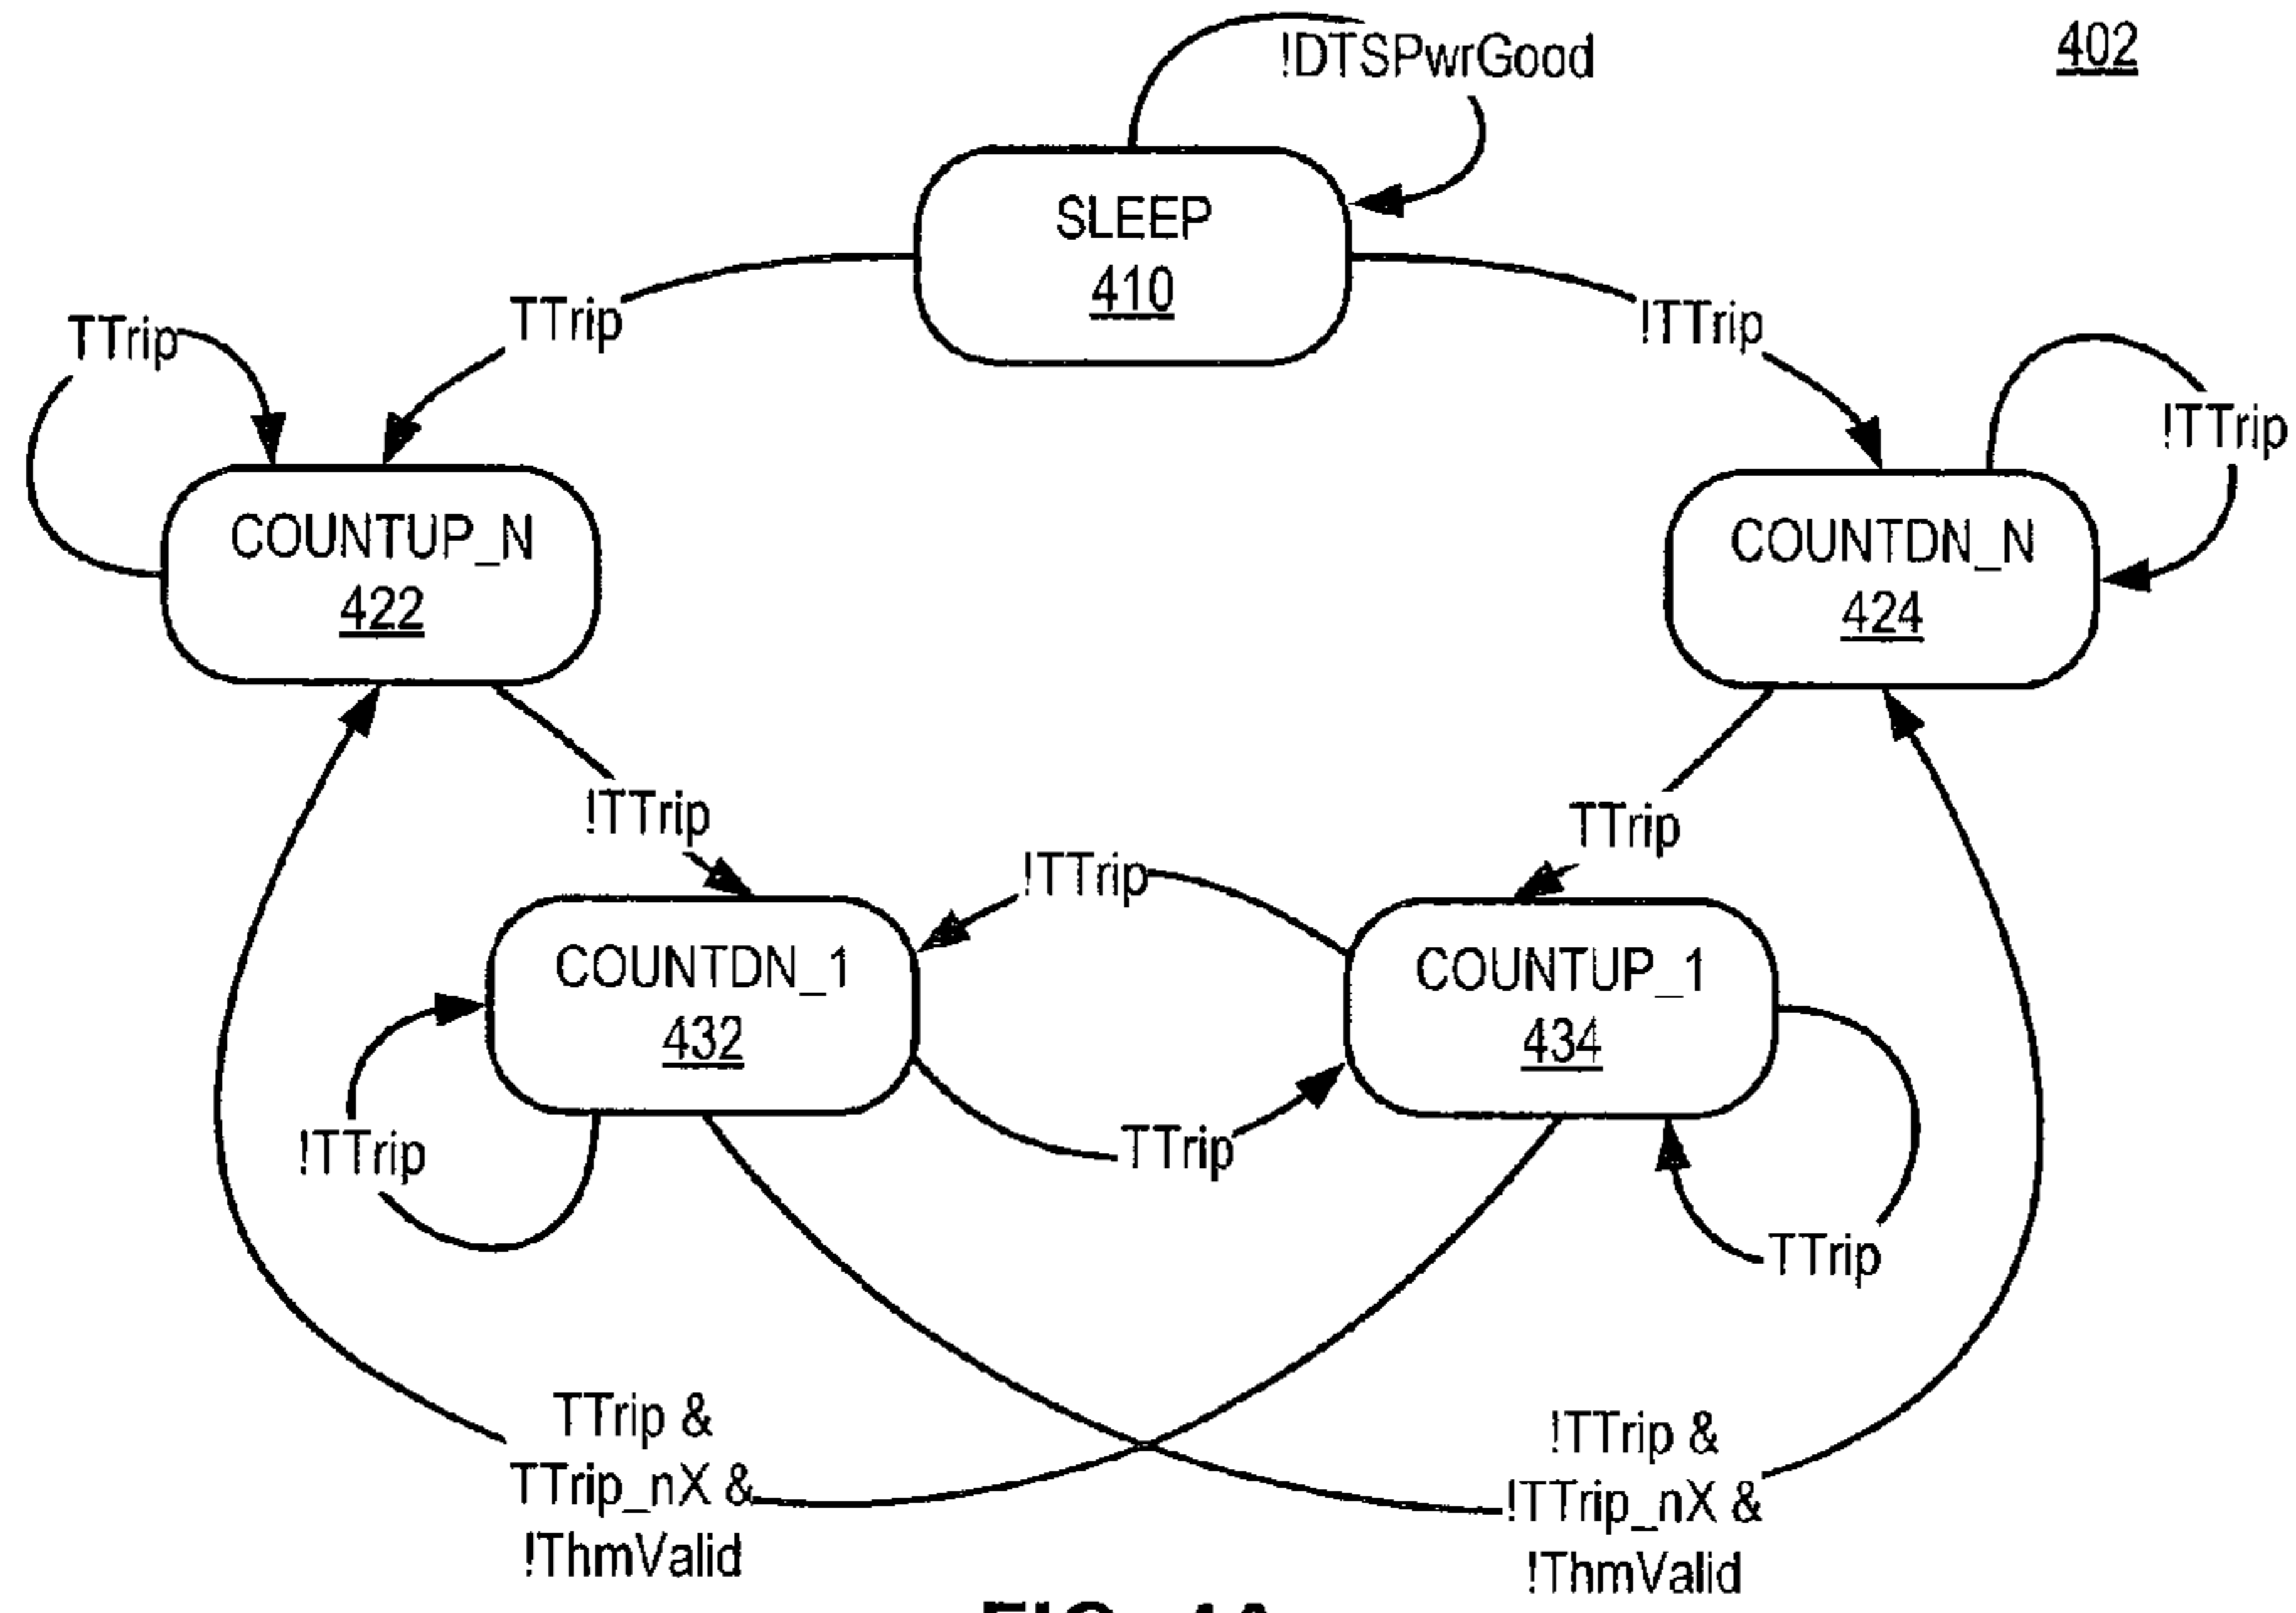 402
!DTSPwrGood
SLEEP
410
TTrip
TTrip
!TTrip
!TTrip
COUNTUP_N
422
COUNTDN_N
424
!TTrip
TTrip
!TTrip
COUNTDN_1
432
COUNTUP_1
434
!TTrip
TTrip
TTrip
TTrip &
TTrip_nX &
!ThmValid
!TTrip &
!TTrip_nX &
!ThmValid